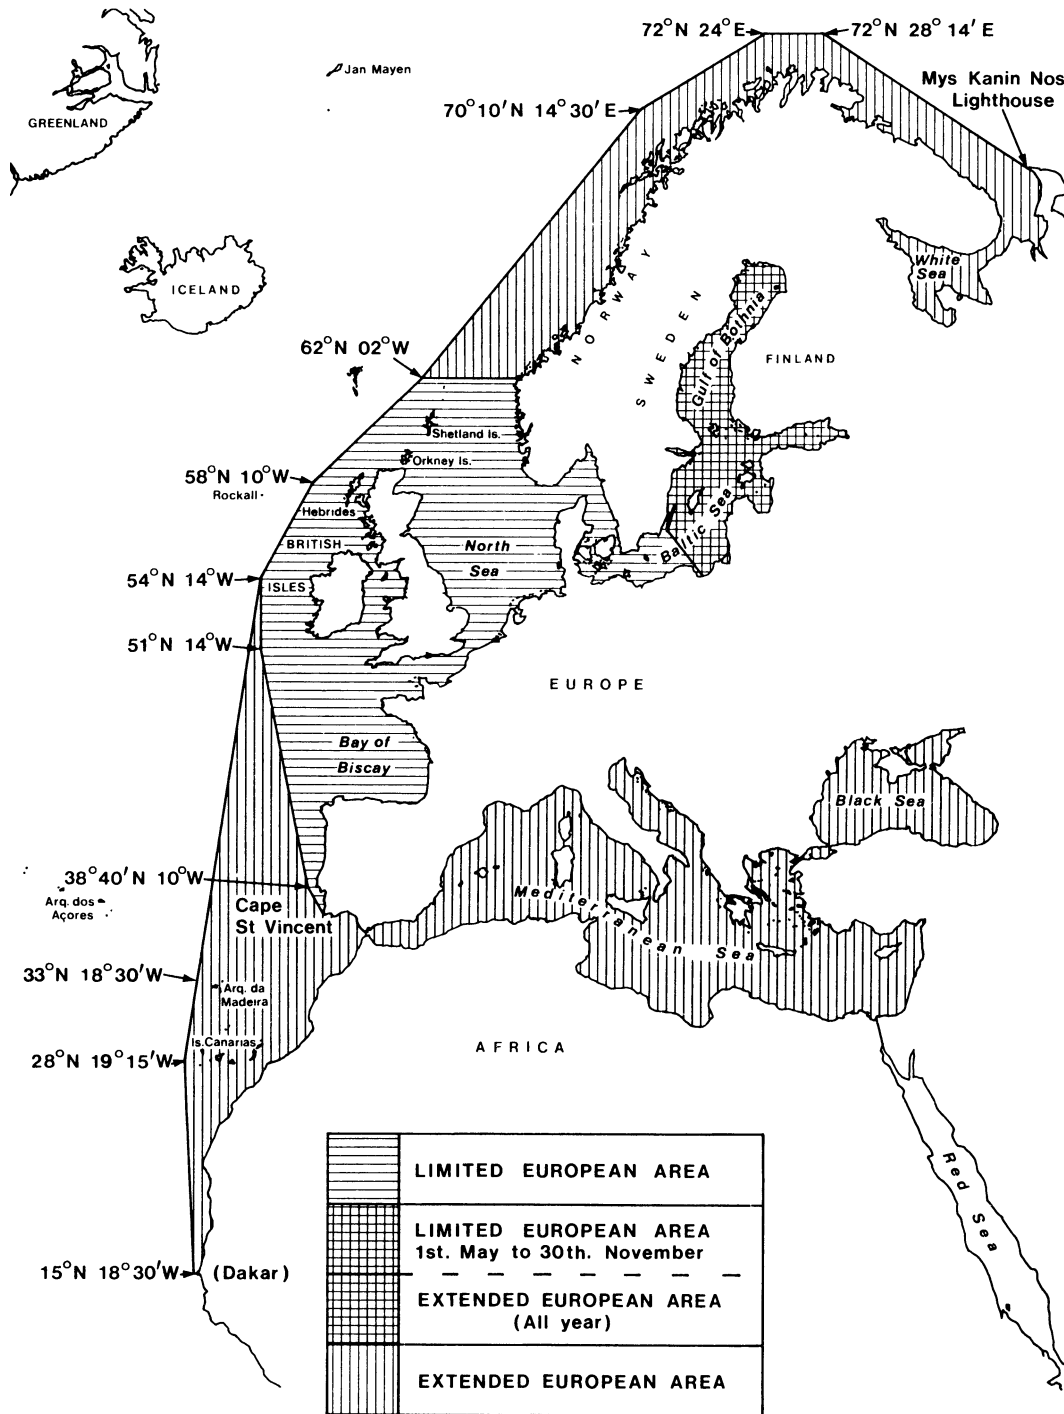 72°N 24°E
72°N 28°14′E
Jan Mayen
Mys Kanin Nos
Lighthouse
70°10′N 14°30′E
GREENLAND
ICELAND
White
Sea
NORWAY
SWEDEN
Gulf of Bothnia
FINLAND
62°N 02°W
Shetland Is.
Orkney Is.
58°N 10°W
Rockall
Hebrides
BRITISH
ISLES
North
Sea
Baltic Sea
54°N 14°W
51°N 14°W
EUROPE
Bay of
Biscay
Black Sea
38°40′N 10°W
Arq. dos
Açores
Cape
St Vincent
Mediterranean Sea
33°N 18°30′W
Arq. da
Madeira
Is.Canarias
28°N 19°15′W
AFRICA
Red Sea
15°N 18°30′W
(Dakar)
LIMITED EUROPEAN AREA
LIMITED EUROPEAN AREA
1st. May to 30th. November
EXTENDED EUROPEAN AREA
(All year)
EXTENDED EUROPEAN AREA